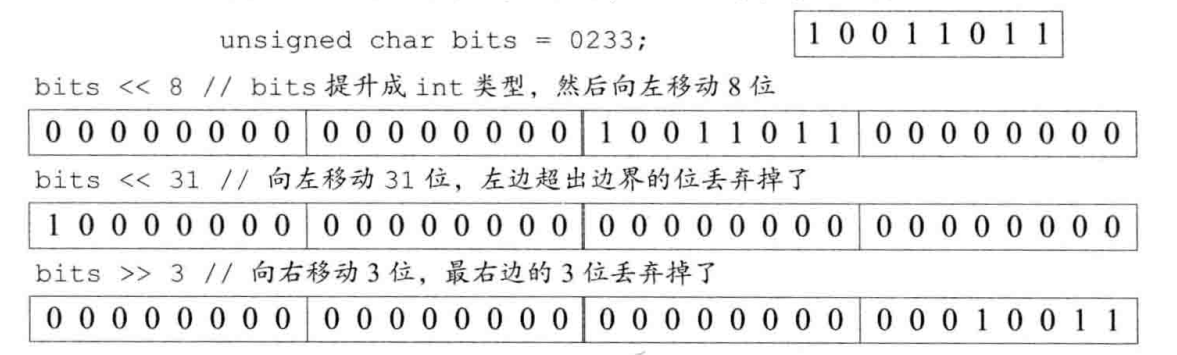 unsigned char bits = 0233; 1 0 0 1 1 0 1 1
bits << 8 // bits 提升成 int 类型，然后向左移动 8 位
0 0 0 0 0 0 0 0 0 0 0 0 0 0 0 0 1 0 0 1 1 0 1 1 0 0 0 0 0 0 0 0
bits << 31 // 向左移动 31 位，左边超出边界的位丢弃掉了
1 0 0 0 0 0 0 0 0 0 0 0 0 0 0 0 0 0 0 0 0 0 0 0 0 0 0 0 0 0 0 0
bits >> 3 // 向右移动 3 位，最右边的 3 位丢弃掉了
0 0 0 0 0 0 0 0 0 0 0 0 0 0 0 0 0 0 0 0 0 0 0 0 0 0 0 1 0 0 1 1